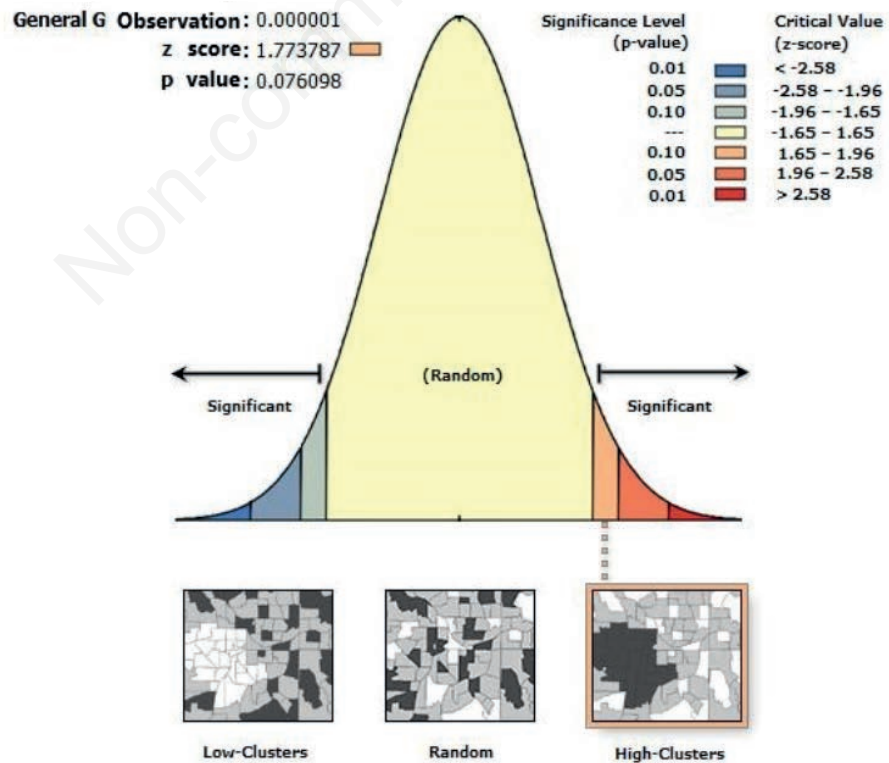 General G Observation: 0.000001
z score: 1.773787
p value: 0.076098
Significance Level
(p-value)
Critical Value
(z-score)
0.01 < -2.58
0.05 -2.58 – -1.96
0.10 -1.96 – -1.65
--- -1.65 – 1.65
0.10 1.65 – 1.96
0.05 1.96 – 2.58
0.01 > 2.58
Non-comm
(Random)
Significant
Significant
Low-Clusters
Random
High-Clusters